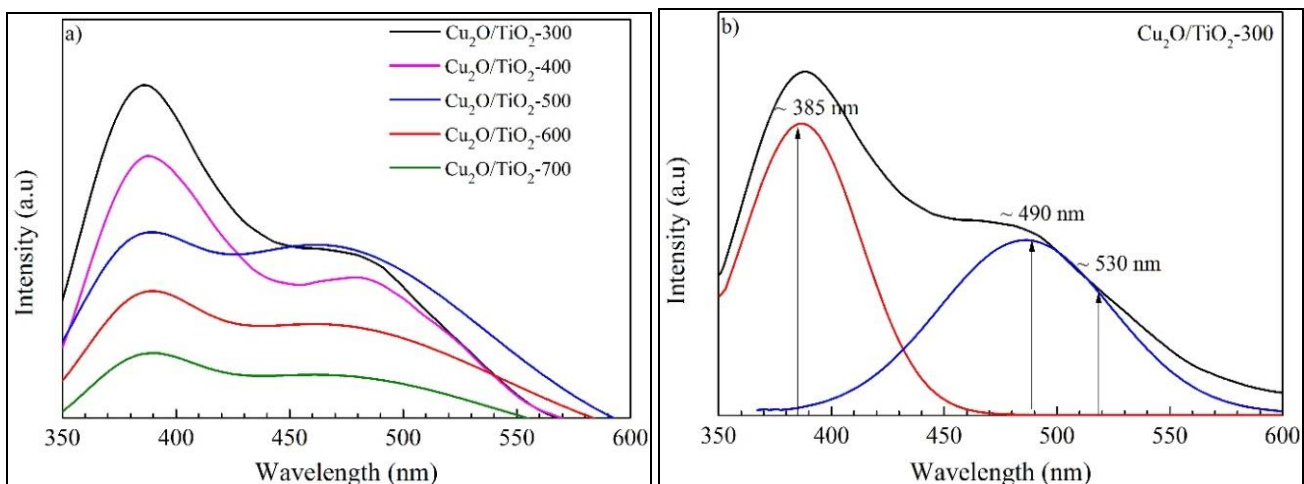 a)
Cu₂O/TiO₂-300
Cu₂O/TiO₂-400
Cu₂O/TiO₂-500
Cu₂O/TiO₂-600
Cu₂O/TiO₂-700
Intensity (a.u)
350 400 450 500 550 600
Wavelength (nm)
b)
Cu₂O/TiO₂-300
~ 385 nm
~ 490 nm
~ 530 nm
Intensity (a.u)
350 400 450 500 550 600
Wavelength (nm)